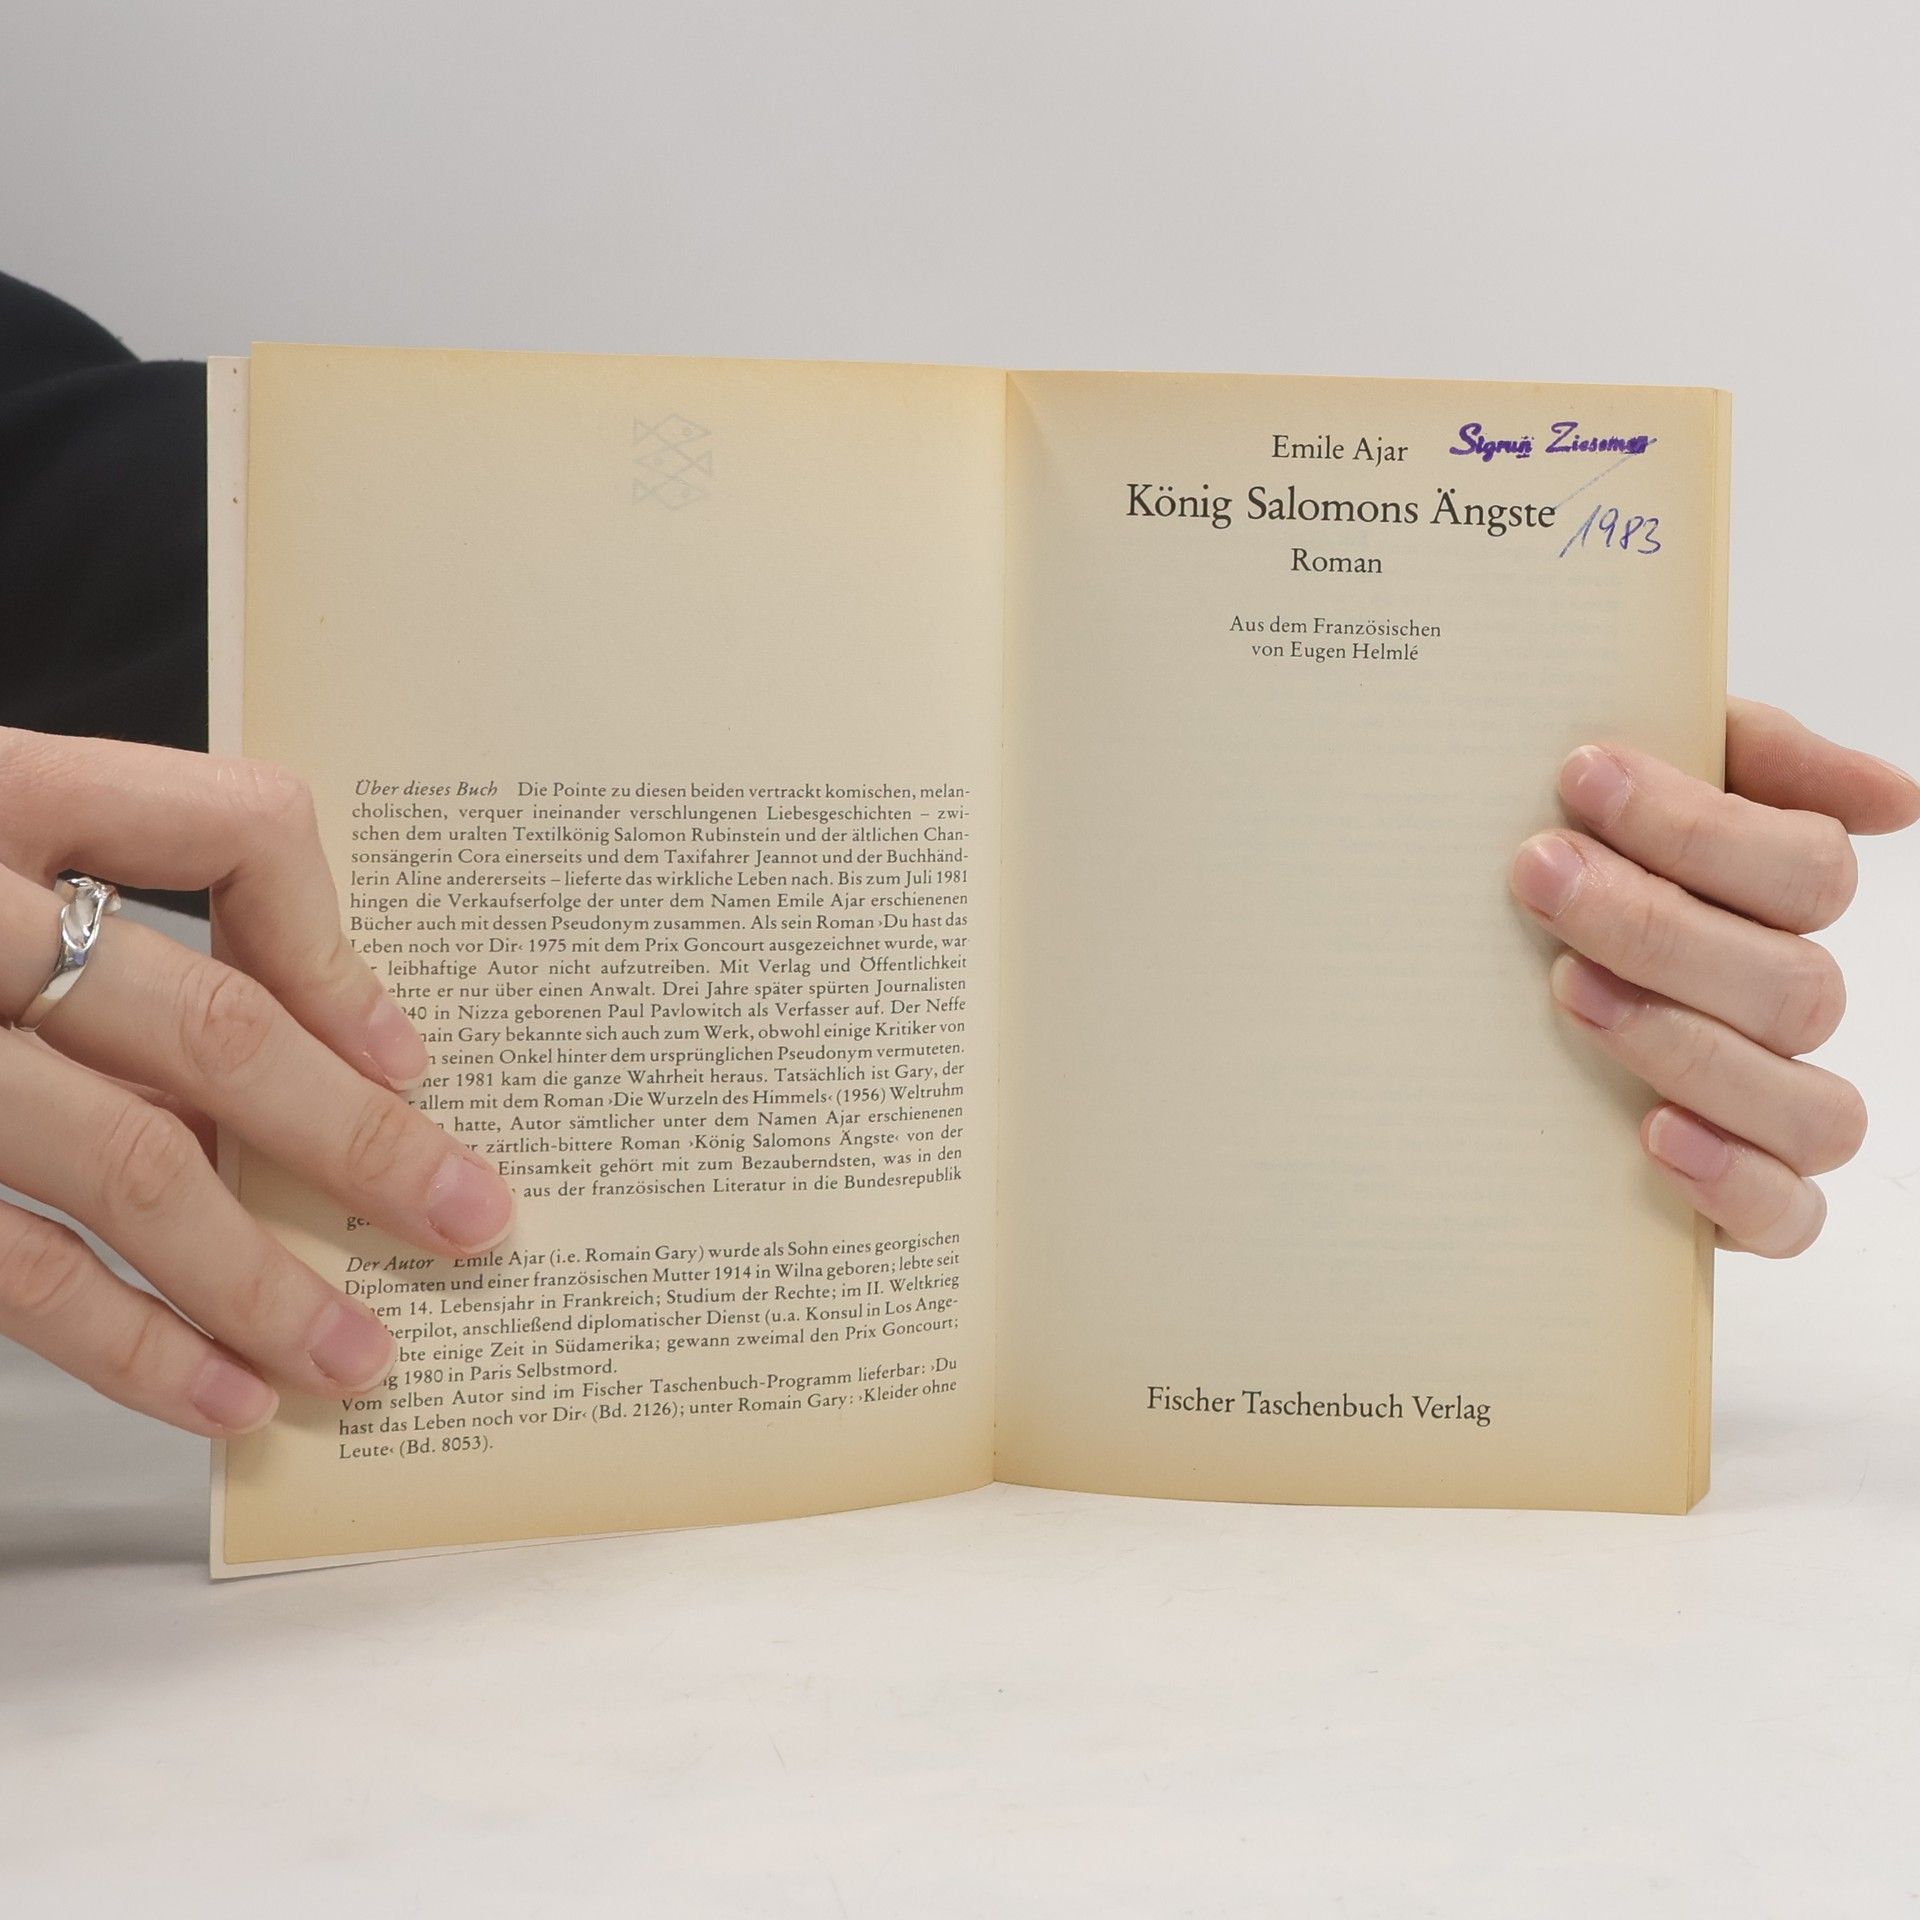 Über dieses Buch Die Pointe zu diesen beiden vertrackt komischen, melan-
cholischen, verquer ineinander verschlungenen Liebesgeschichten – zwi-
schen dem uralten Textilkönig Salomon Rubinstein und der ältlichen Chan-
sonsängerin Cora einerseits und dem Taxifahrer Jeannot und der Buchhänd-
lerin Aline andererseits – lieferte das wirkliche Leben nach. Bis zum Juli 1981
hingen die Verkaufserfolge der unter dem Namen Emile Ajar erschienenen
Bücher auch mit dessen Pseudonym zusammen. Als sein Roman ›Du hast das
Leben noch vor Dir‹ 1975 mit dem Prix Goncourt ausgezeichnet wurde, war
leibhaftige Autor nicht aufzutreiben. Mit Verlag und Öffentlichkeit
ehrte er nur über einen Anwalt. Drei Jahre später spürten Journalisten
40 in Nizza geborenen Paul Pavlowitch als Verfasser auf. Der Neffe
main Gary bekannte sich auch zum Werk, obwohl einige Kritiker von
n seinen Onkel hinter dem ursprünglichen Pseudonym vermuteten.
mer 1981 kam die ganze Wahrheit heraus. Tatsächlich ist Gary, der
r allem mit dem Roman ›Die Wurzeln des Himmels‹ (1956) Weltruhm
n hatte, Autor sämtlicher unter dem Namen Ajar erschienenen
er zärtlich-bittere Roman ›König Salomons Ängste‹ von der
Einsamkeit gehört mit zum Bezauberndsten, was in den
aus der französischen Literatur in die Bundesrepublik
ge
Der Autor Emile Ajar (i.e. Romain Gary) wurde als Sohn eines georgischen
Diplomaten und einer französischen Mutter 1914 in Wilna geboren; lebte seit
nem 14. Lebensjahr in Frankreich; Studium der Rechte; im II. Weltkrieg
berpilot, anschließend diplomatischer Dienst (u.a. Konsul in Los Ange-
bte einige Zeit in Südamerika; gewann zweimal den Prix Goncourt;
ng 1980 in Paris Selbstmord.
Vom selben Autor sind im Fischer Taschenbuch-Programm lieferbar: ›Du
hast das Leben noch vor Dir‹ (Bd. 2126); unter Romain Gary: ›Kleider ohne
Leute‹ (Bd. 8053).
Emile Ajar Sigrun
König Salomons Ängste
1983
Roman
Aus dem Französischen
von Eugen Helmlé
Fischer Taschenbuch Verlag